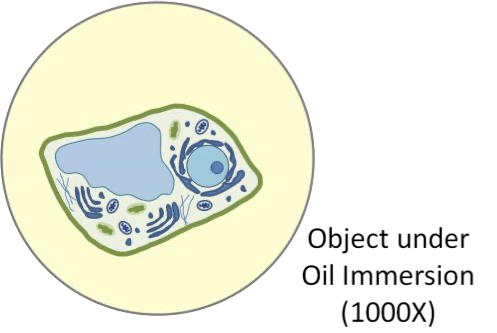 Object under
Oil Immersion
(1000X)